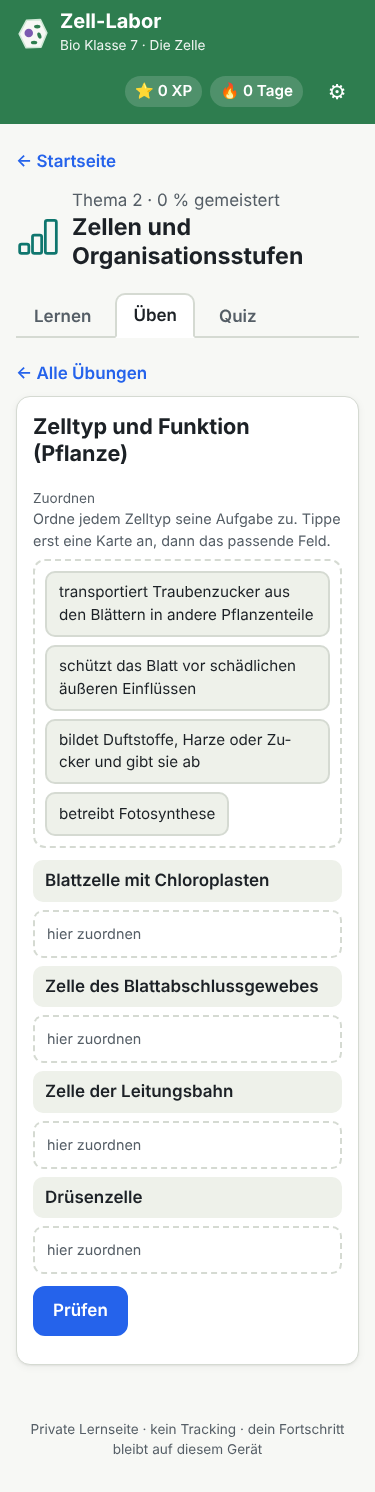 Zell-Labor
Bio Klasse 7 · Die Zelle
⭐ 0 XP
🔥 0 Tage
← Startseite
Thema 2 · 0 % gemeistert
Zellen und
Organisationsstufen
Lernen
Üben
Quiz
← Alle Übungen
Zelltyp und Funktion
(Pflanze)
Zuordnen
Ordne jedem Zelltyp seine Aufgabe zu. Tippe
erst eine Karte an, dann das passende Feld.
transportiert Traubenzucker aus
den Blättern in andere Pflanzenteile
schützt das Blatt vor schädlichen
äußeren Einflüssen
bildet Duftstoffe, Harze oder Zu-
cker und gibt sie ab
betreibt Fotosynthese
Blattzelle mit Chloroplasten
hier zuordnen
Zelle des Blattabschlussgewebes
hier zuordnen
Zelle der Leitungsbahn
hier zuordnen
Drüsenzelle
hier zuordnen
Prüfen
Private Lernseite · kein Tracking · dein Fortschritt
bleibt auf diesem Gerät